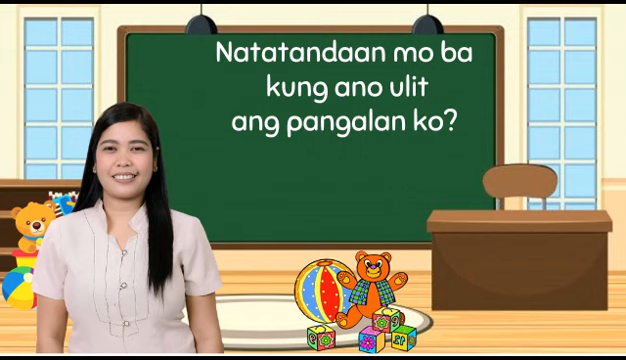 Natatandaan mo ba
kung ano ulit
ang pangalan ko?